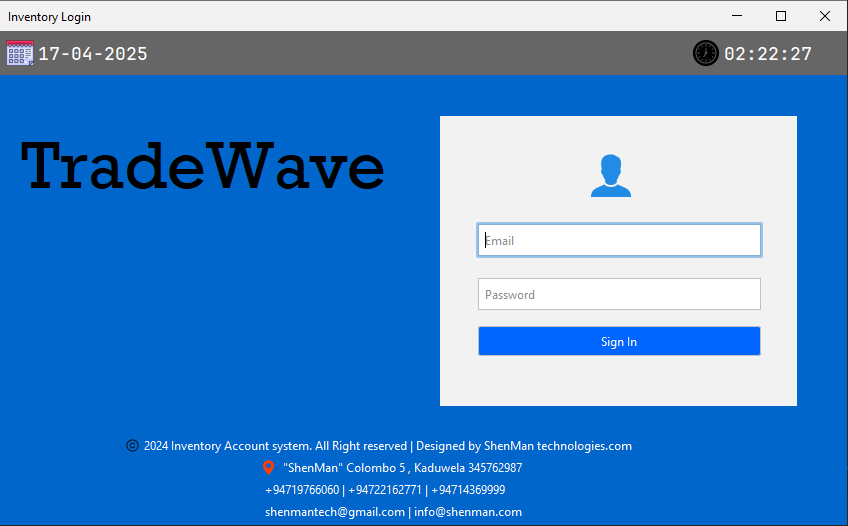 Inventory Login
17-04-2025
02:22:27
TradeWave
Email
Password
Sign In
© 2024 Inventory Account system. All Right reserved | Designed by ShenMan technologies.com
"ShenMan" Colombo 5 , Kaduwela 345762987
+94719766060 | +94722162771 | +94714369999
shenmantech@gmail.com | info@shenman.com